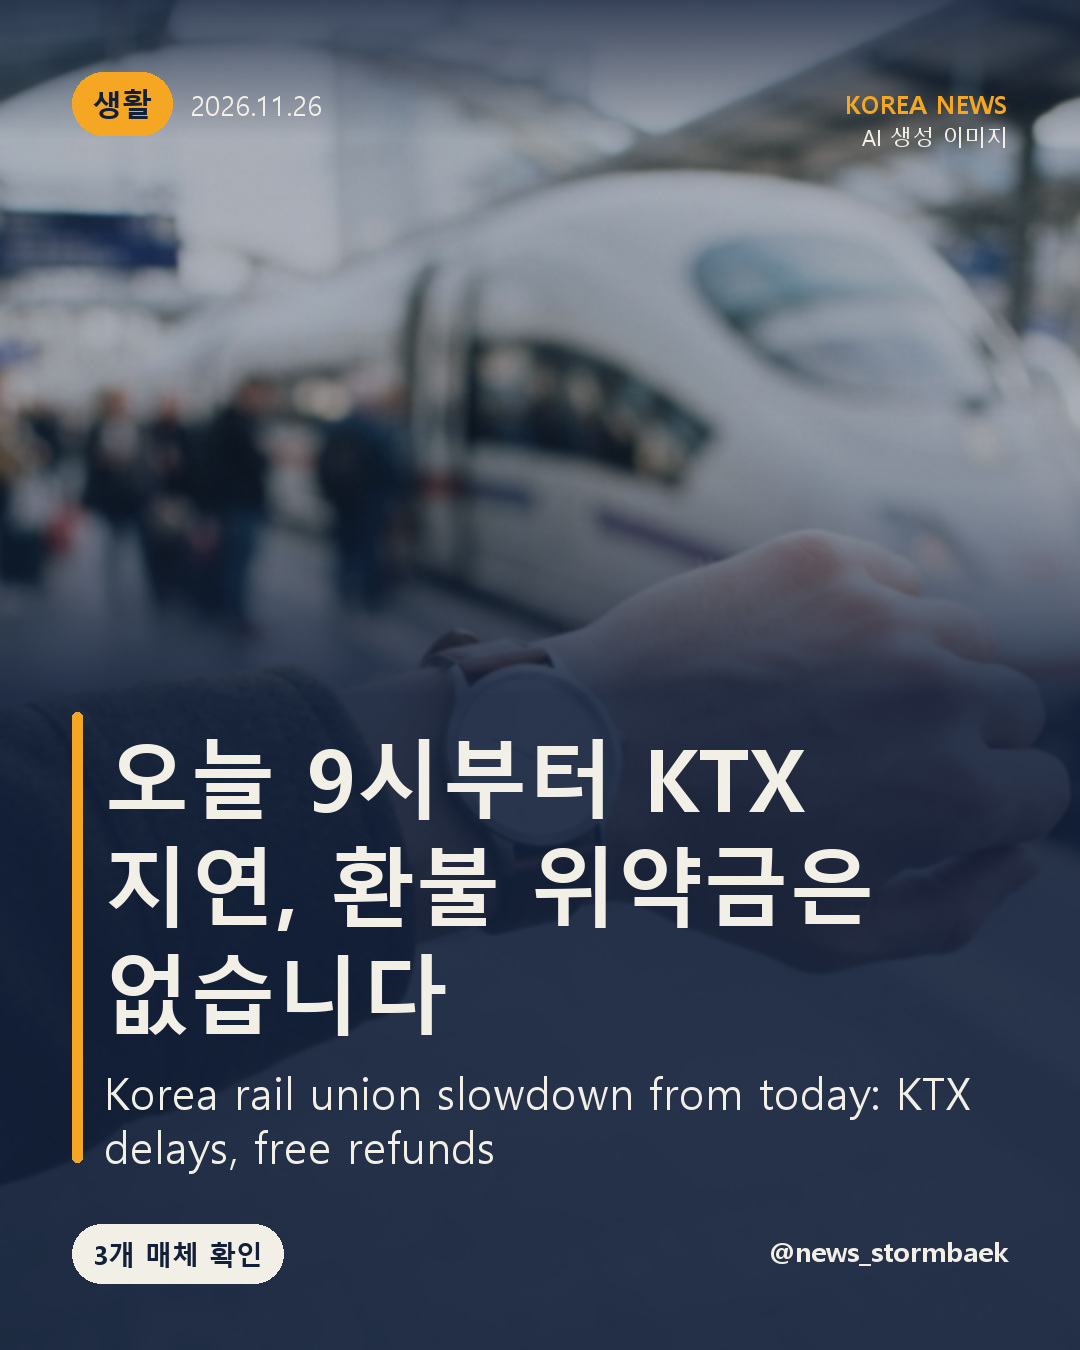 생활
2026.11.26
KOREA NEWS
AI 생성 이미지
오늘 9시부터 KTX
지연, 환불 위약금은
없습니다
Korea rail union slowdown from today: KTX
delays, free refunds
3개 매체 확인
@news_stormbaek